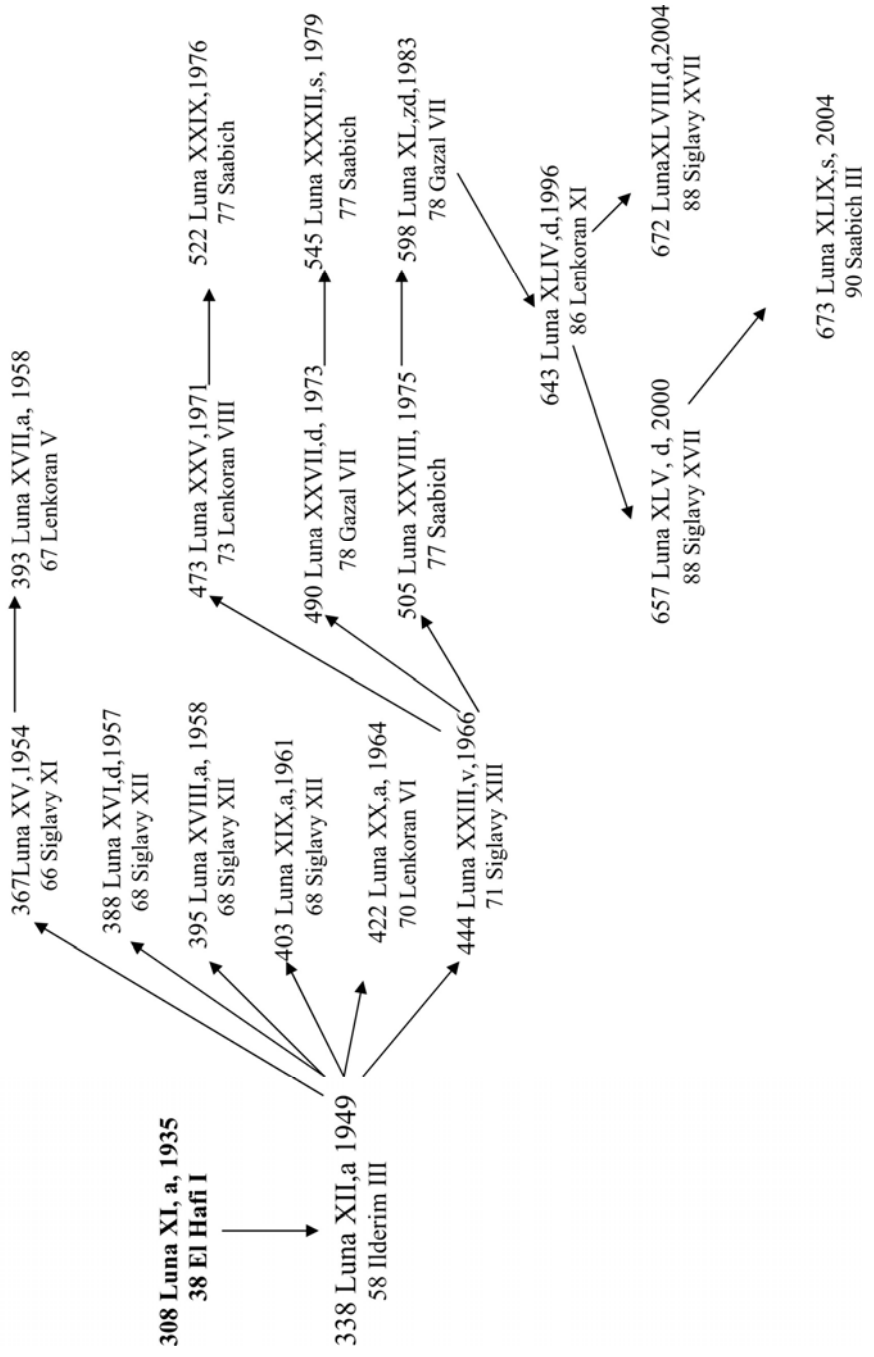 308 Luna XI, a, 1935
38 El Hafi I
338 Luna XII,a 1949
58 Ilderim III
367Luna XV,1954
66 Siglavy XI
388 Luna XVI,d,1957
68 Siglavy XII
395 Luna XVIII,a, 1958
68 Siglavy XII
403 Luna XIX,a,1961
68 Siglavy XII
422 Luna XX,a, 1964
70 Lenkoran VI
444 Luna XXIII,v,1966
71 Siglavy XIII
393 Luna XVII,a, 1958
67 Lenkoran V
473 Luna XXV,1971
73 Lenkoran VIII
490 Luna XXVII,d, 1973
78 Gazal VII
505 Luna XXVIII, 1975
77 Saabich
522 Luna XXIX,1976
77 Saabich
545 Luna XXXII,s, 1979
77 Saabich
598 Luna XL,zd,1983
78 Gazal VII
643 Luna XLIV,d,1996
86 Lenkoran XI
657 Luna XLV, d, 2000
88 Siglavy XVII
672 LunaXLVIII,d,2004
88 Siglavy XVII
673 Luna XLIX,s, 2004
90 Saabich III